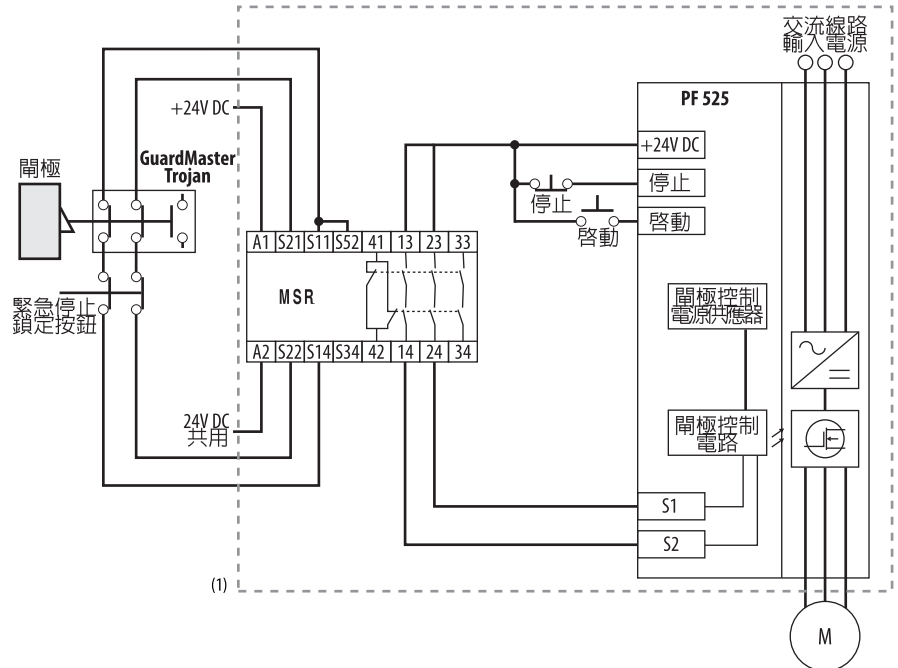 交流線路
輸入電源
PF 525
+24V DC
+24V DC
GuardMaster
Trojan
閘極
停止
停止
啓動
啓動
A1 S21 S11 S52 41 13 23 33
MSR
閘極控制
電源供應器
緊急停止
鎖定按鈕
A2 S22 S14 S34 42 14 24 34
24V DC
共用
閘極控制
電路
S1
S2
(1)
M